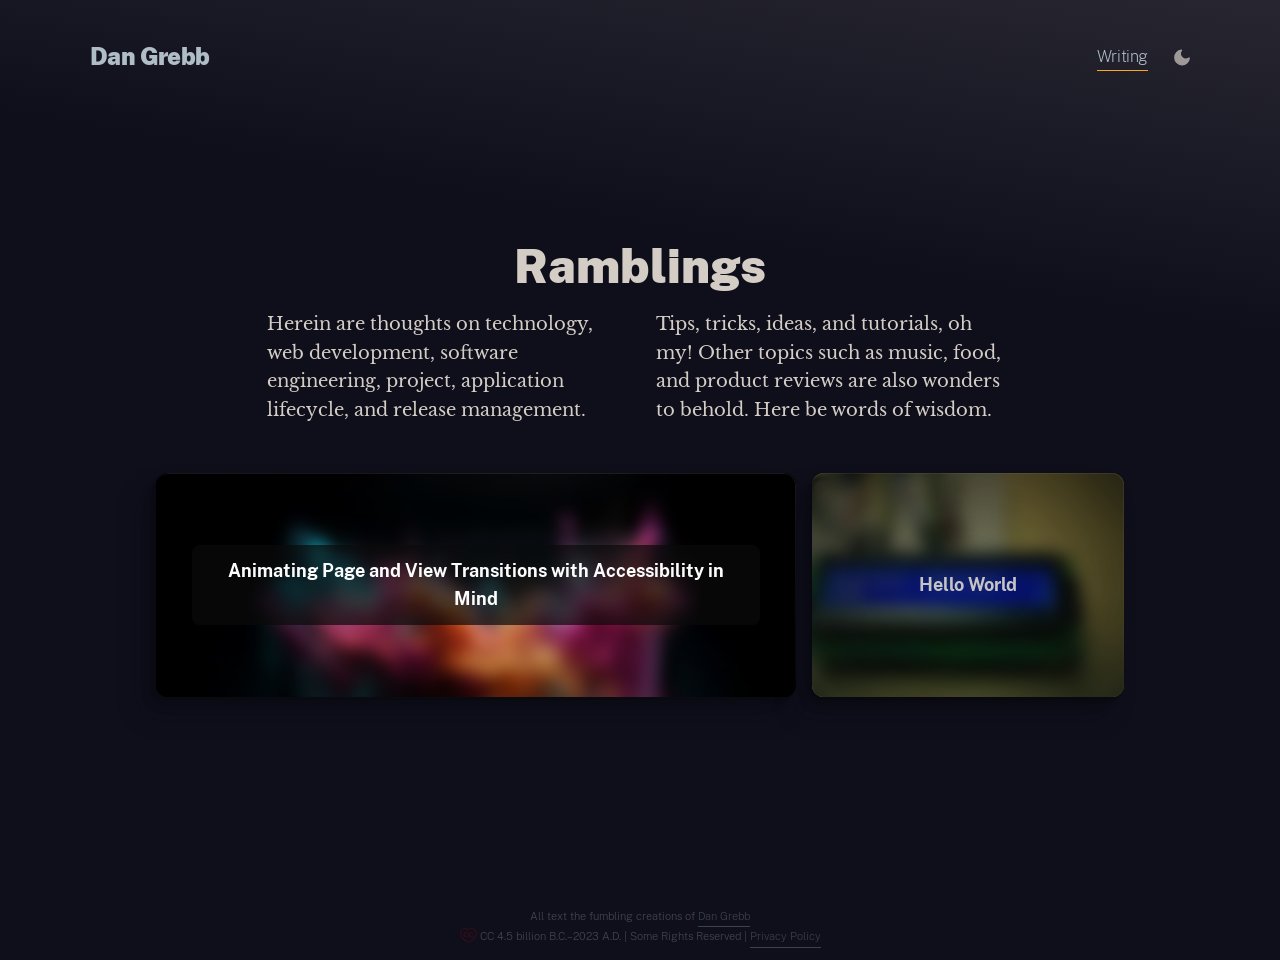 Dan Grebb
Writing
Ramblings
Herein are thoughts on technology,
web development, software
engineering, project, application
lifecycle, and release management.
Tips, tricks, ideas, and tutorials, oh
my! Other topics such as music, food,
and product reviews are also wonders
to behold. Here be words of wisdom.
Animating Page and View Transitions with Accessibility in
Mind
Hello World
All text the fumbling creations of Dan Grebb
CC 4.5 billion B.C.–2023 A.D. | Some Rights Reserved | Privacy Policy